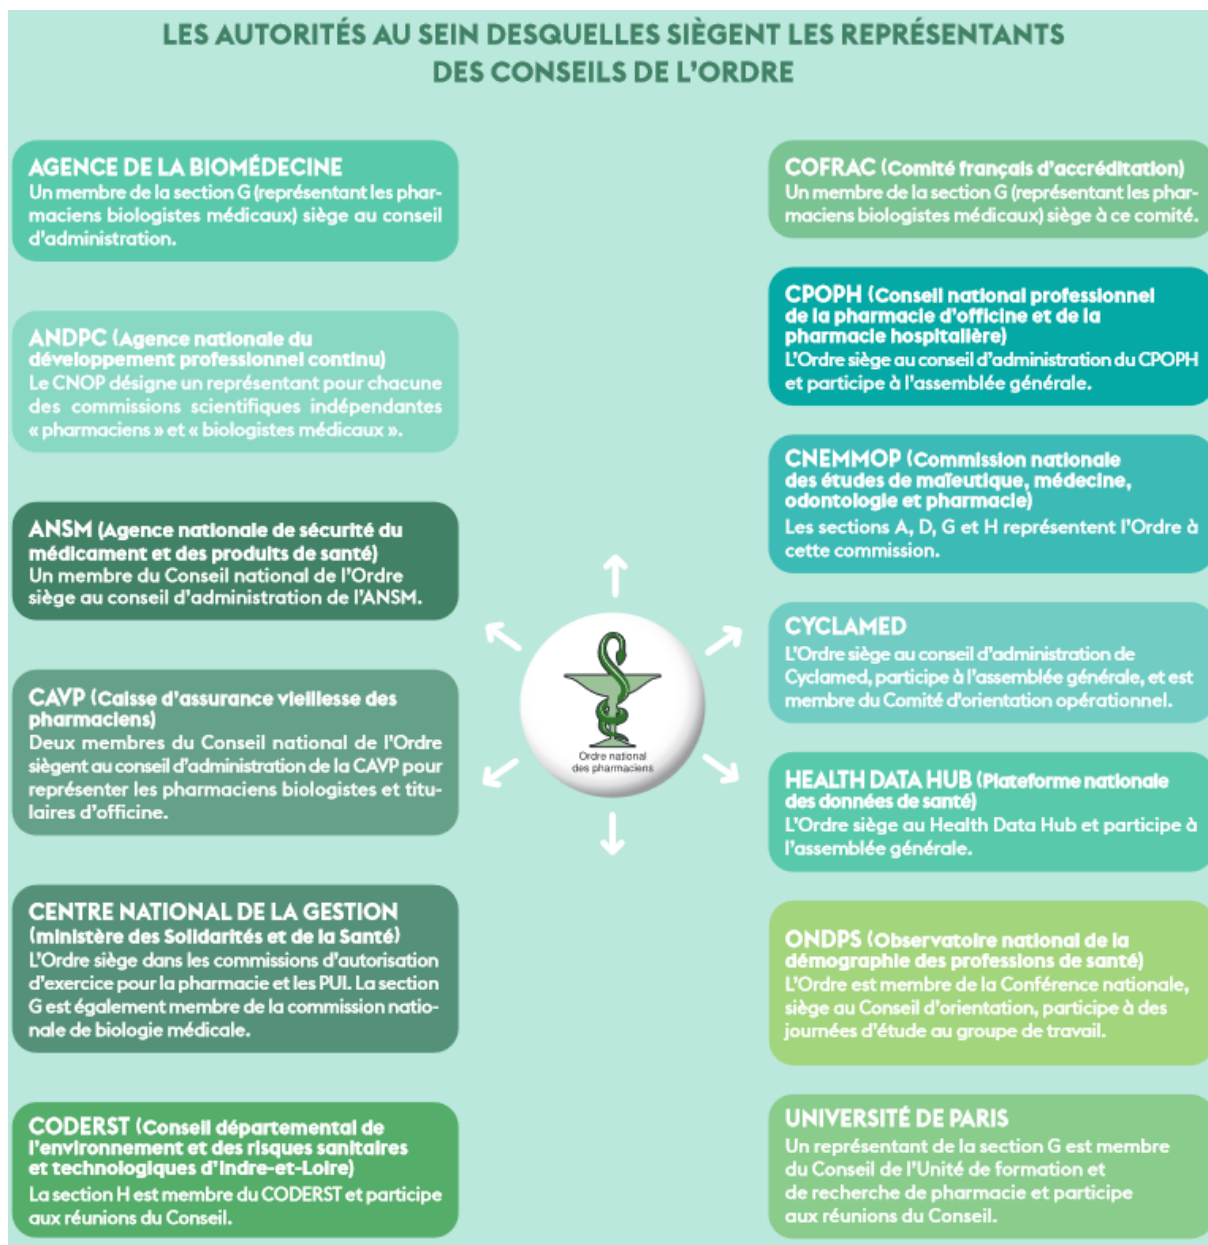 LES AUTORITÉS AU SEIN DESQUELLES SIÈGENT LES REPRÉSENTANTS
DES CONSEILS DE L'ORDRE
AGENCE DE LA BIOMÉDECINE
Un membre de la section G (représentant les phar-
maciens biologistes médicaux) siège au conseil
d'administration.
ANDPC (Agence nationale du
développement professionnel continu)
Le CNOP désigne un représentant pour chacune
des commissions scientifiques indépendantes
« pharmaciens » et « biologistes médicaux ».
ANSM (Agence nationale de sécurité du
médicament et des produits de santé)
Un membre du Conseil national de l'Ordre
siège au conseil d'administration de l'ANSM.
CAVP (Caisse d'assurance vieillesse des
pharmaciens)
Deux membres du Conseil national de l'Ordre
siègent au conseil d'administration de la CAVP pour
représenter les pharmaciens biologistes et titu-
laires d'officine.
CENTRE NATIONAL DE LA GESTION
(ministère des Solidarités et de la Santé)
L'Ordre siège dans les commissions d'autorisation
d'exercice pour la pharmacie et les PUI. La section
G est également membre de la commission natio-
nale de biologie médicale.
CODERST (Conseil départemental de
l'environnement et des risques sanitaires
et technologiques d'Indre-et-Loire)
La section H est membre du CODERST et participe
aux réunions du Conseil.
Ordre national
des pharmaciens
COFRAC (Comité français d'accréditation)
Un membre de la section G (représentant les phar-
maciens biologistes médicaux) siège à ce comité.
CPOPH (Conseil national professionnel
de la pharmacie d'officine et de la
pharmacie hospitalière)
L'Ordre siège au conseil d'administration du CPOPH
et participe à l'assemblée générale.
CNEMMOP (Commission nationale
des études de maïeutique, médecine,
odontologie et pharmacie)
Les sections A, D, G et H représentent l'Ordre à
cette commission.
CYCLAMED
L'Ordre siège au conseil d'administration de
Cyclamed, participe à l'assemblée générale, et est
membre du Comité d'orientation opérationnel.
HEALTH DATA HUB (Plateforme nationale
des données de santé)
L'Ordre siège au Health Data Hub et participe à
l'assemblée générale.
ONDPS (Observatoire national de la
démographie des professions de santé)
L'Ordre est membre de la Conférence nationale,
siège au Conseil d'orientation, participe à des
journées d'étude au groupe de travail.
UNIVERSITÉ DE PARIS
Un représentant de la section G est membre
du Conseil de l'Unité de formation et
de recherche de pharmacie et participe
aux réunions du Conseil.